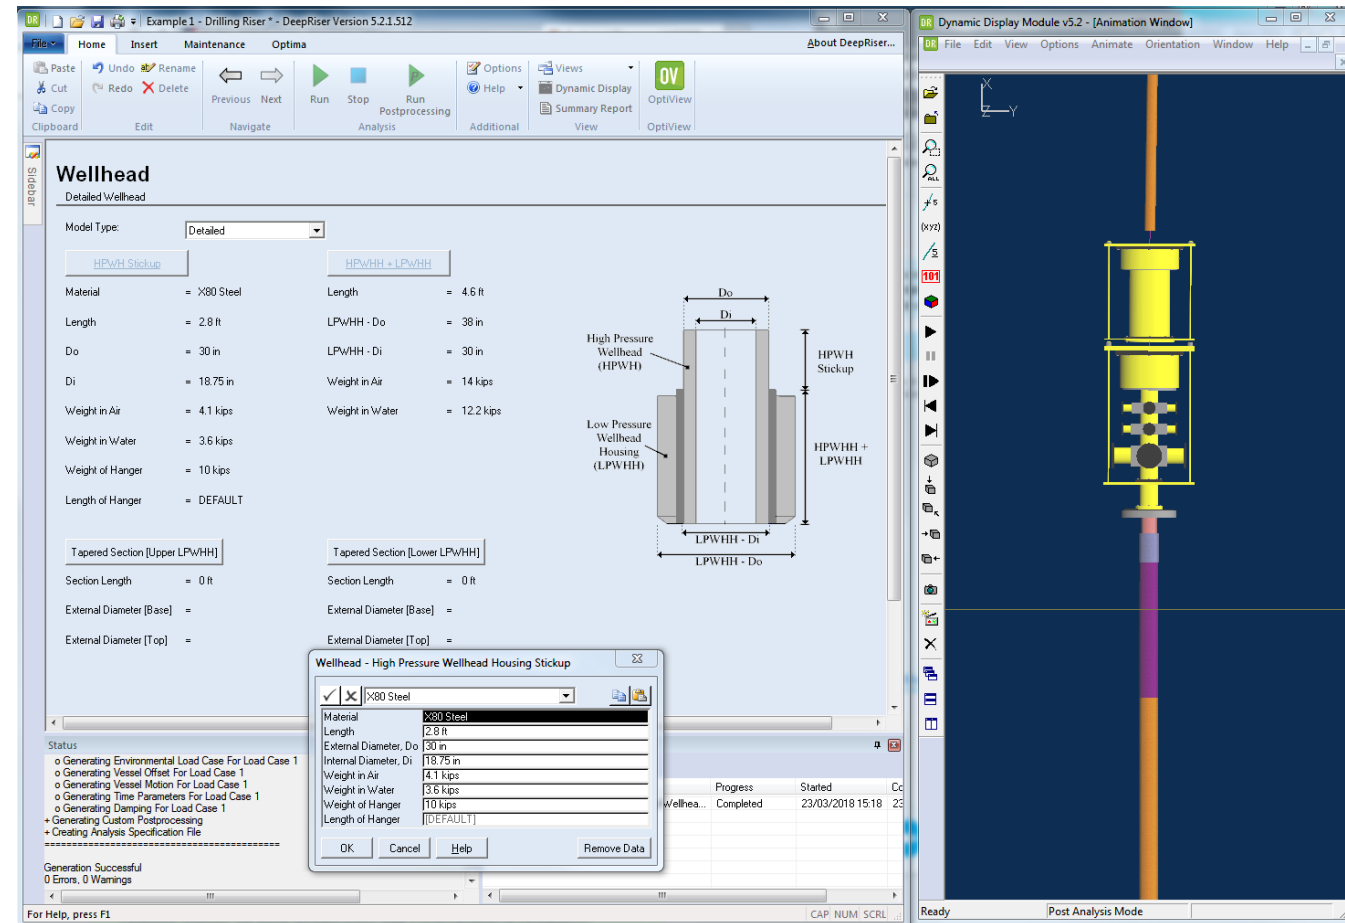 DR Example 1 - Drilling Riser * - DeepRiser Version 5.2.1.512
File Home Insert Maintenance Optima About DeepRiser...
Paste Undo Rename Options Views
Cut Redo Delete Previous Next Run Stop Run Postprocessing Help Dynamic Display OV OptiView
Copy Summary Report
Clipboard Edit Navigate Analysis Additional View OptiView
Sidebar
Wellhead
Detailed Wellhead
Model Type: Detailed
HPWH Stickup HPWHH + LPWHH
Material = X80 Steel Length = 4.6 ft
Length = 2.8 ft LPWHH - Do = 38 in
Do = 30 in LPWHH - Di = 30 in
Di = 18.75 in Weight in Air = 14 kips
Weight in Air = 4.1 kips Weight in Water = 12.2 kips
Weight in Water = 3.6 kips
Weight of Hanger = 10 kips
Length of Hanger = DEFAULT
Do
Di
High Pressure
Wellhead
(HPWH)
HPWH
Stickup
Low Pressure
Wellhead
Housing
(LPWHH)
HPWHH +
LPWHH
LPWHH - Di
LPWHH - Do
Tapered Section [Upper LPWHH] Tapered Section [Lower LPWHH]
Section Length = 0 ft Section Length = 0 ft
External Diameter [Base] = External Diameter [Base] =
External Diameter [Top] = External Diameter [Top] =
Wellhead - High Pressure Wellhead Housing Stickup
X80 Steel
Material X80 Steel
Length 2.8 ft
External Diameter, Do 30 in
Internal Diameter, Di 18.75 in
Weight in Air 4.1 kips
Weight in Water 3.6 kips
Weight of Hanger 10 kips
Length of Hanger [DEFAULT]
OK Cancel Help Remove Data
Status
o Generating Environmental Load Case For Load Case 1
o Generating Vessel Offset For Load Case 1
o Generating Vessel Motion For Load Case 1
o Generating Time Parameters For Load Case 1
o Generating Damping For Load Case 1
+ Generating Custom Postprocessing
+ Creating Analysis Specification File
==========================================
Generation Successful
0 Errors, 0 Warnings
Progress Started Co
Wellhea... Completed 23/03/2018 15:18 23
For Help, press F1 CAP NUM SCRL
DR Dynamic Display Module v5.2 - [Animation Window]
DR File Edit View Options Animate Orientation Window Help
ALL
5
(xyz)
5
101
X
Z Y
Ready Post Analysis Mode